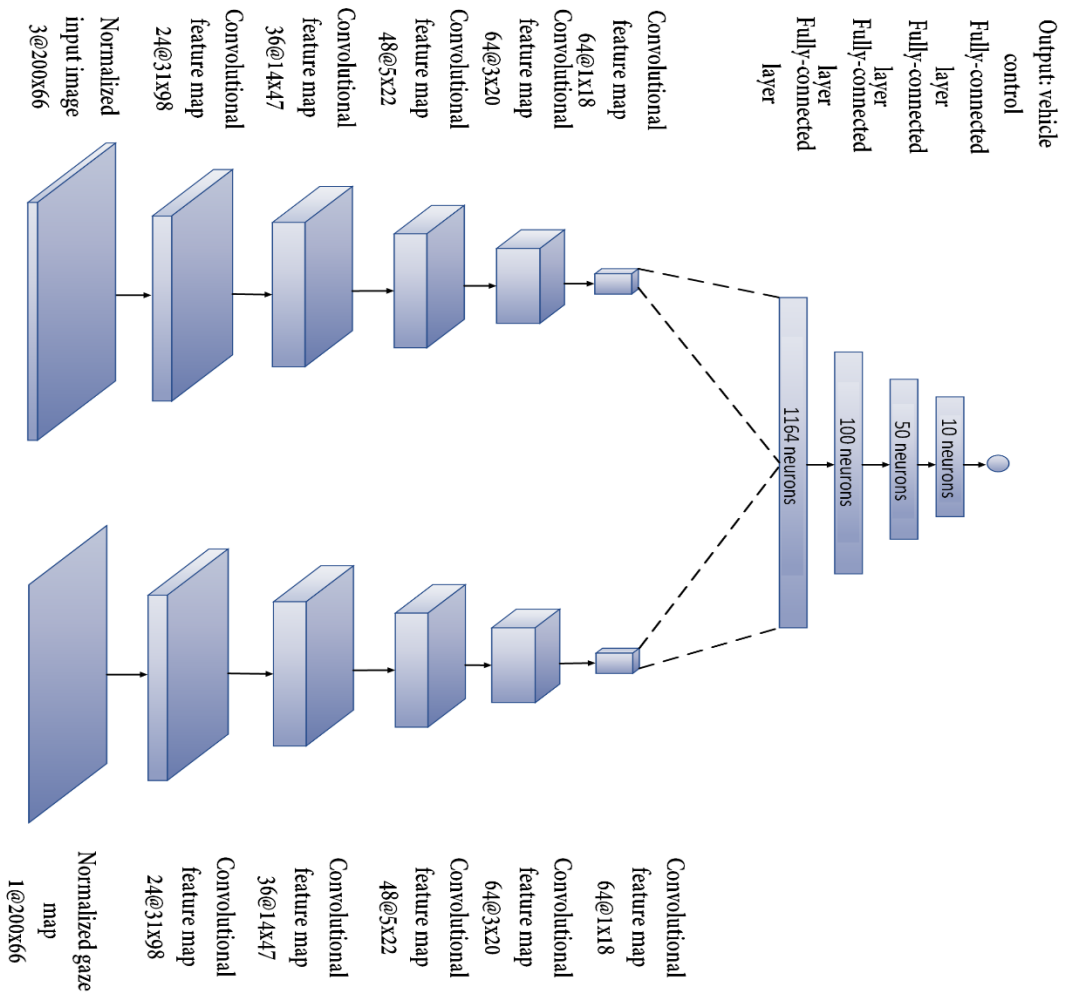 Output: vehicle
control
Fully-connected
layer
Fully-connected
layer
Fully-connected
layer
Fully-connected
layer
10 neurons
50 neurons
100 neurons
1164 neurons
Convolutional
feature map
64@1x18
Convolutional
feature map
64@3x20
Convolutional
feature map
48@5x22
Convolutional
feature map
36@14x47
Convolutional
feature map
24@31x98
Normalized
input image
3@200x66
Convolutional
feature map
64@1x18
Convolutional
feature map
64@3x20
Convolutional
feature map
48@5x22
Convolutional
feature map
36@14x47
Convolutional
feature map
24@31x98
Normalized gaze
map
1@200x66